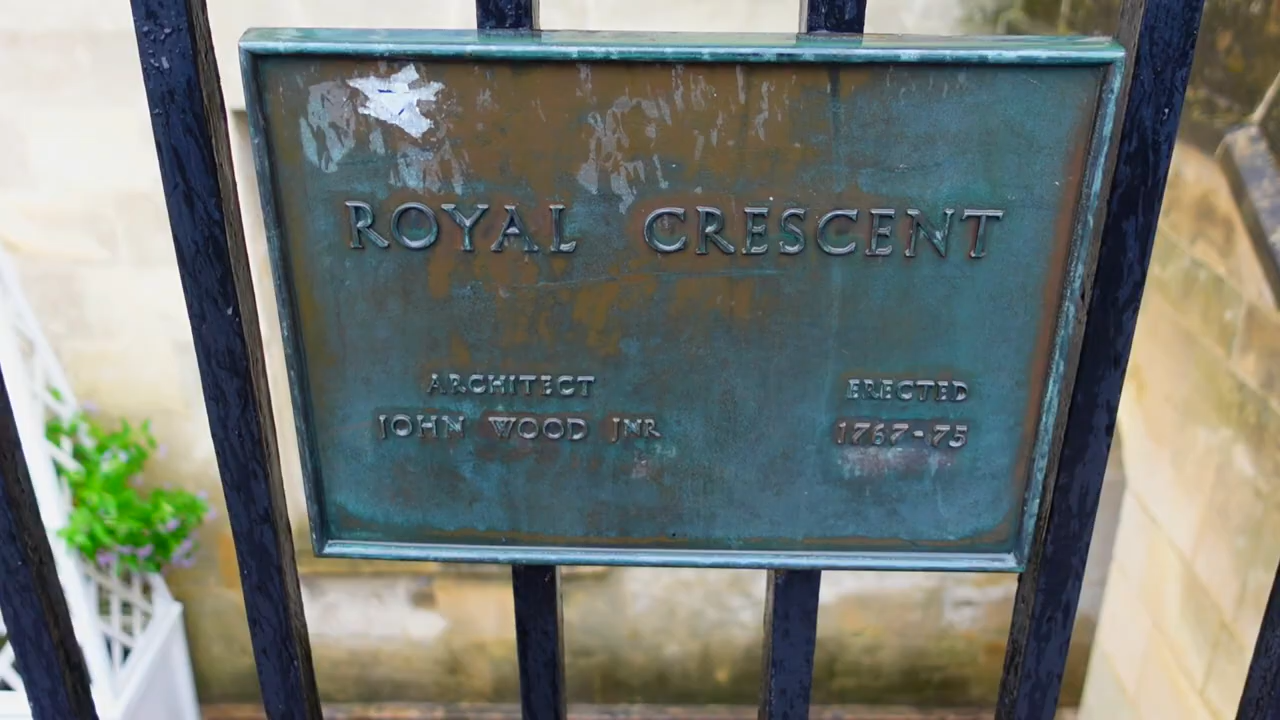 ROYAL CRESCENT
ARCHITECT
JOHN WOOD JNR
ERECTED
1767-75